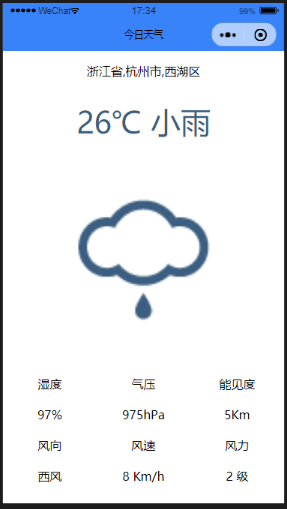 WeChat 17:34 99%
今日天气
浙江省,杭州市,西湖区
26℃ 小雨
湿度 气压 能见度
97% 975hPa 5Km
风向 风速 风力
西风 8 Km/h 2 级